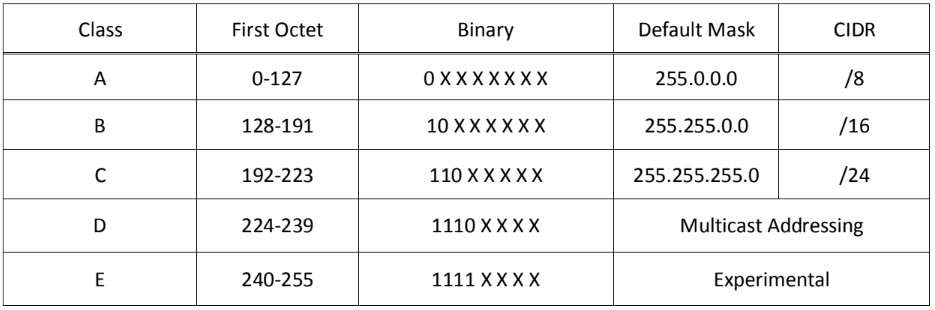 Class First Octet Binary Default Mask CIDR
A 0-127 0 X X X X X X X 255.0.0.0 /8
B 128-191 10 X X X X X X 255.255.0.0 /16
C 192-223 110 X X X X X 255.255.255.0 /24
D 224-239 1110 X X X X Multicast Addressing
E 240-255 1111 X X X X Experimental